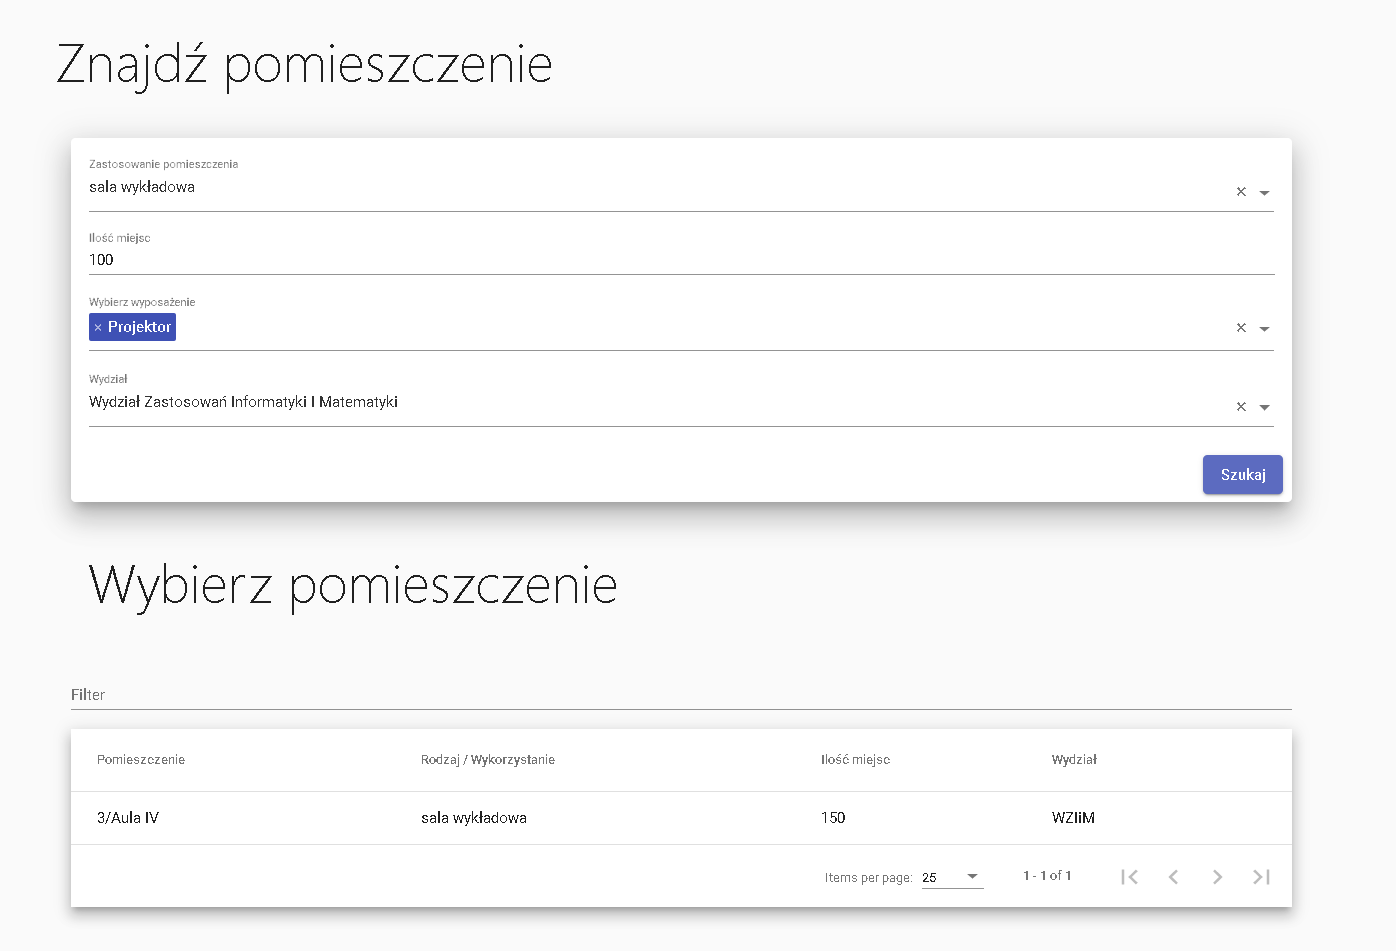 Znajdź pomieszczenie
Zastosowanie pomieszczenia
sala wykładowa
Ilość miejsc
100
Wybierz wyposażenie
× Projektor
Wydział
Wydział Zastosowań Informatyki I Matematyki
Szukaj
Wybierz pomieszczenie
Filter
Pomieszczenie Rodzaj / Wykorzystanie Ilość miejsc Wydział
3/Aula IV sala wykładowa 150 WZIiM
Items per page: 25 1 - 1 of 1